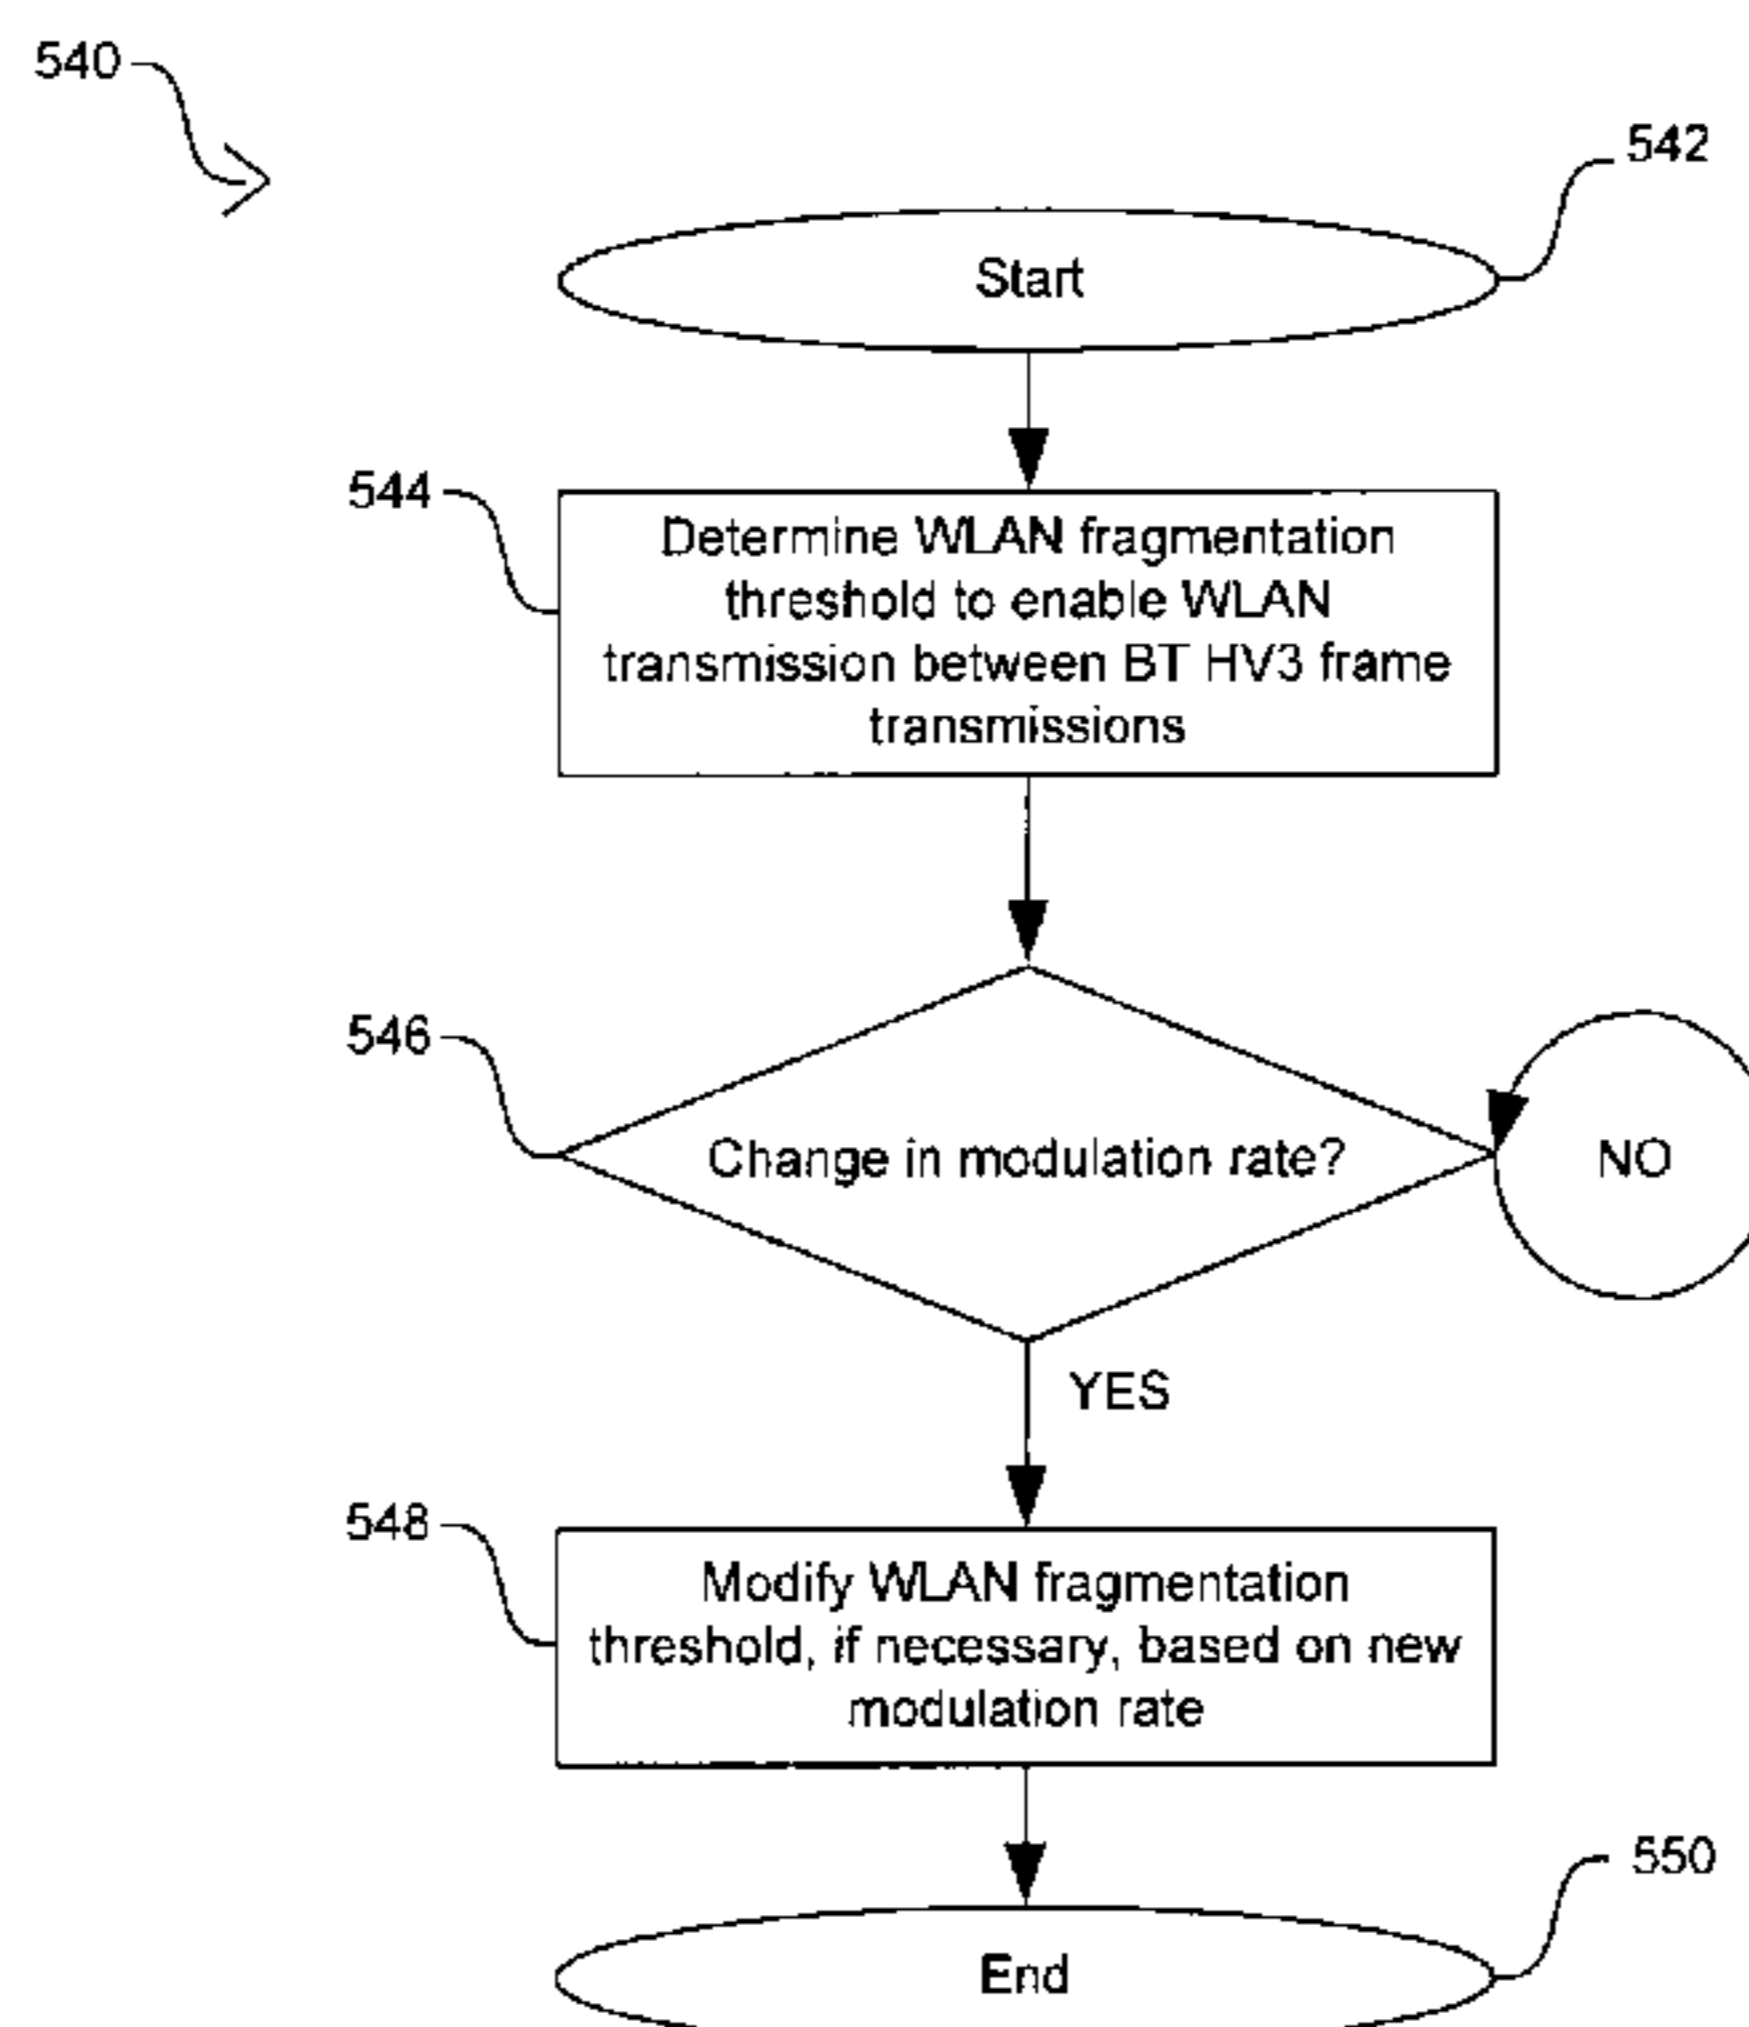 540
542
Start
544
Determine WLAN fragmentation
threshold to enable WLAN
transmission between BT HV3 frame
transmissions
546
Change in modulation rate?
NO
YES
548
Modify WLAN fragmentation
threshold, if necessary, based on new
modulation rate
550
End